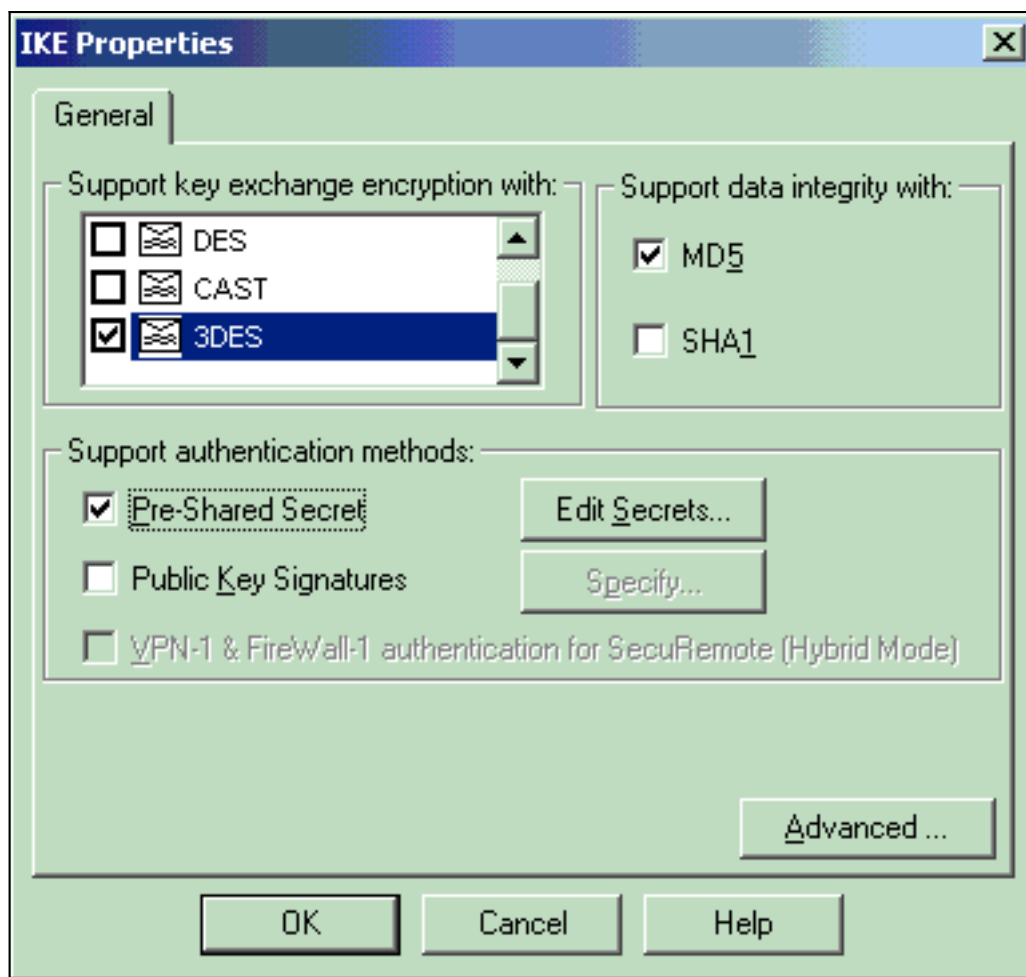 IKE Properties
General
Support key exchange encryption with:
DES
CAST
3DES
Support data integrity with:
MD5
SHA1
Support authentication methods:
Pre-Shared Secret
Edit Secrets...
Public Key Signatures
Specify...
VPN-1 & FireWall-1 authentication for SecuRemote (Hybrid Mode)
Advanced ...
OK
Cancel
Help